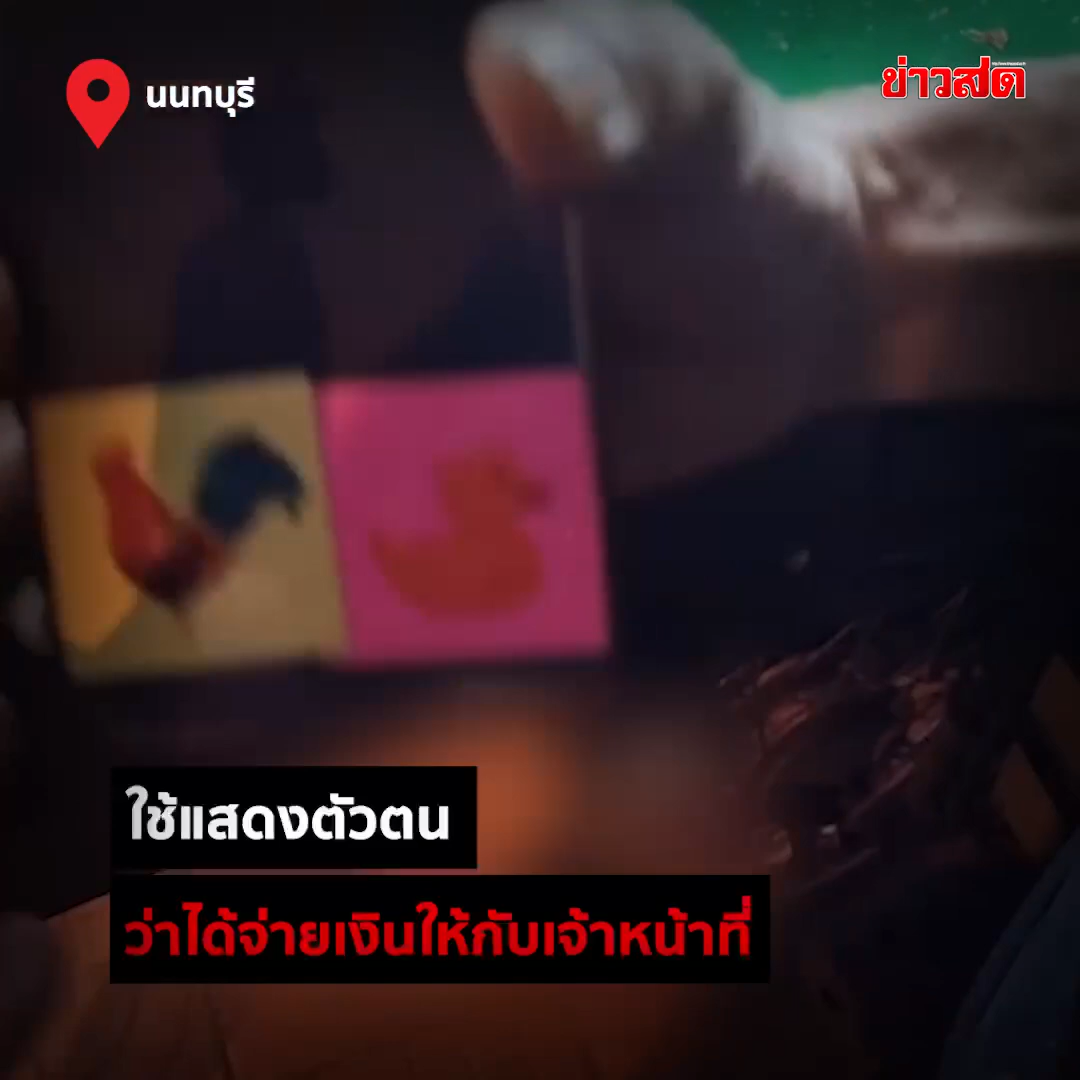 นนทบุรี
ข่าวสด
ใช้แสดงตัวตน
ว่าได้จ่ายเงินให้กับเจ้าหน้าที่